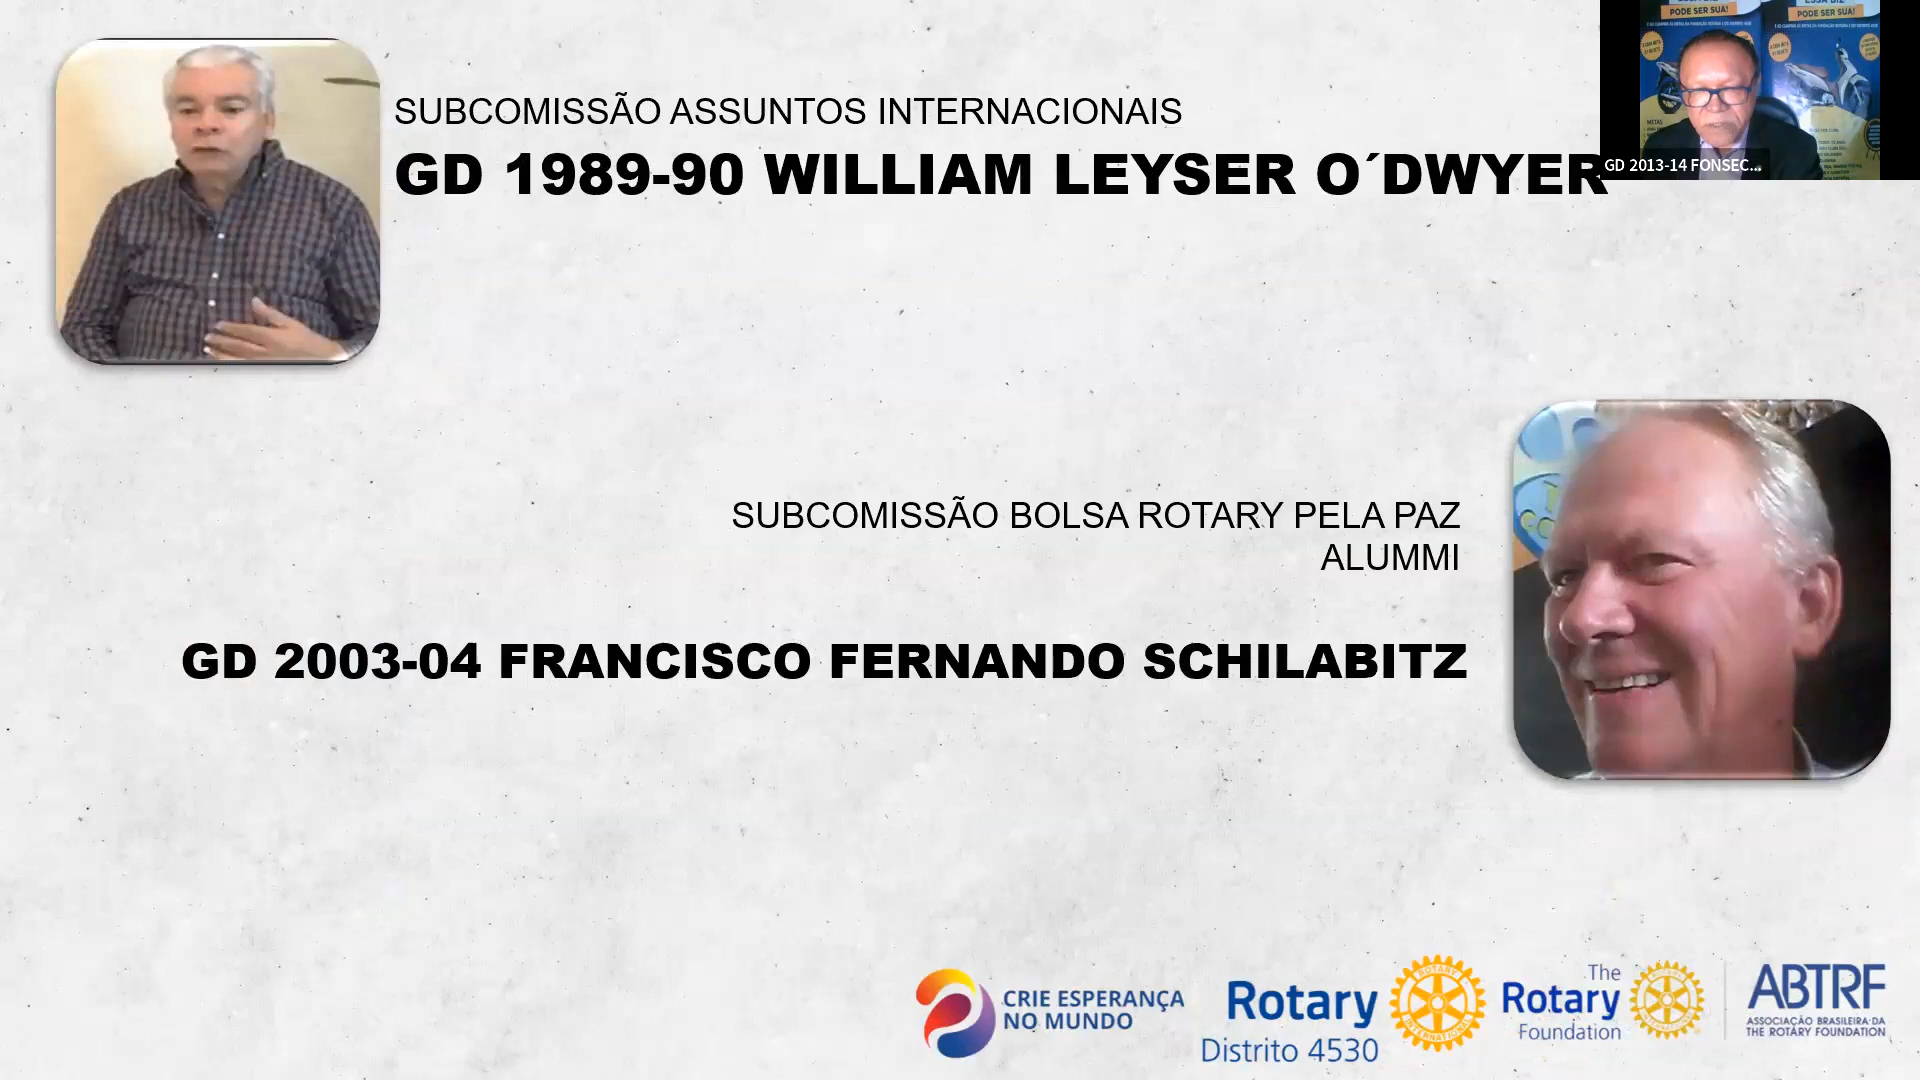 PODE SER SUA!
PODE SER SUA!
SUBCOMISSÃO ASSUNTOS INTERNACIONAIS
GD 1989-90 WILLIAM LEYSER O´DWYER
GD 2013-14 FONSEC...
SUBCOMISSÃO BOLSA ROTARY PELA PAZ
ALUMMI
GD 2003-04 FRANCISCO FERNANDO SCHILABITZ
CRIE ESPERANÇA
NO MUNDO
Rotary
Distrito 4530
ROTARY
INTERNATIONAL
The
Rotary
Foundation
ABTRF
ASSOCIAÇÃO BRASILEIRA DA
THE ROTARY FOUNDATION